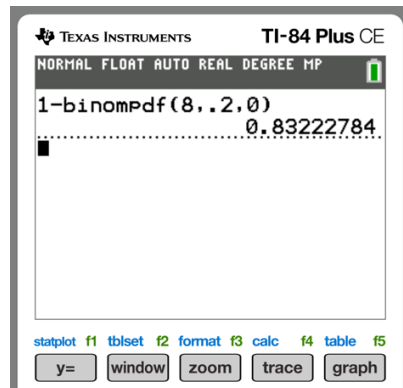 TEXAS INSTRUMENTS TI-84 Plus CE
NORMAL FLOAT AUTO REAL DEGREE MP
1-binompdf(8,.2,0)
0.83222784
statplot f1 tblset f2 format f3 calc f4 table f5
y= window zoom trace graph